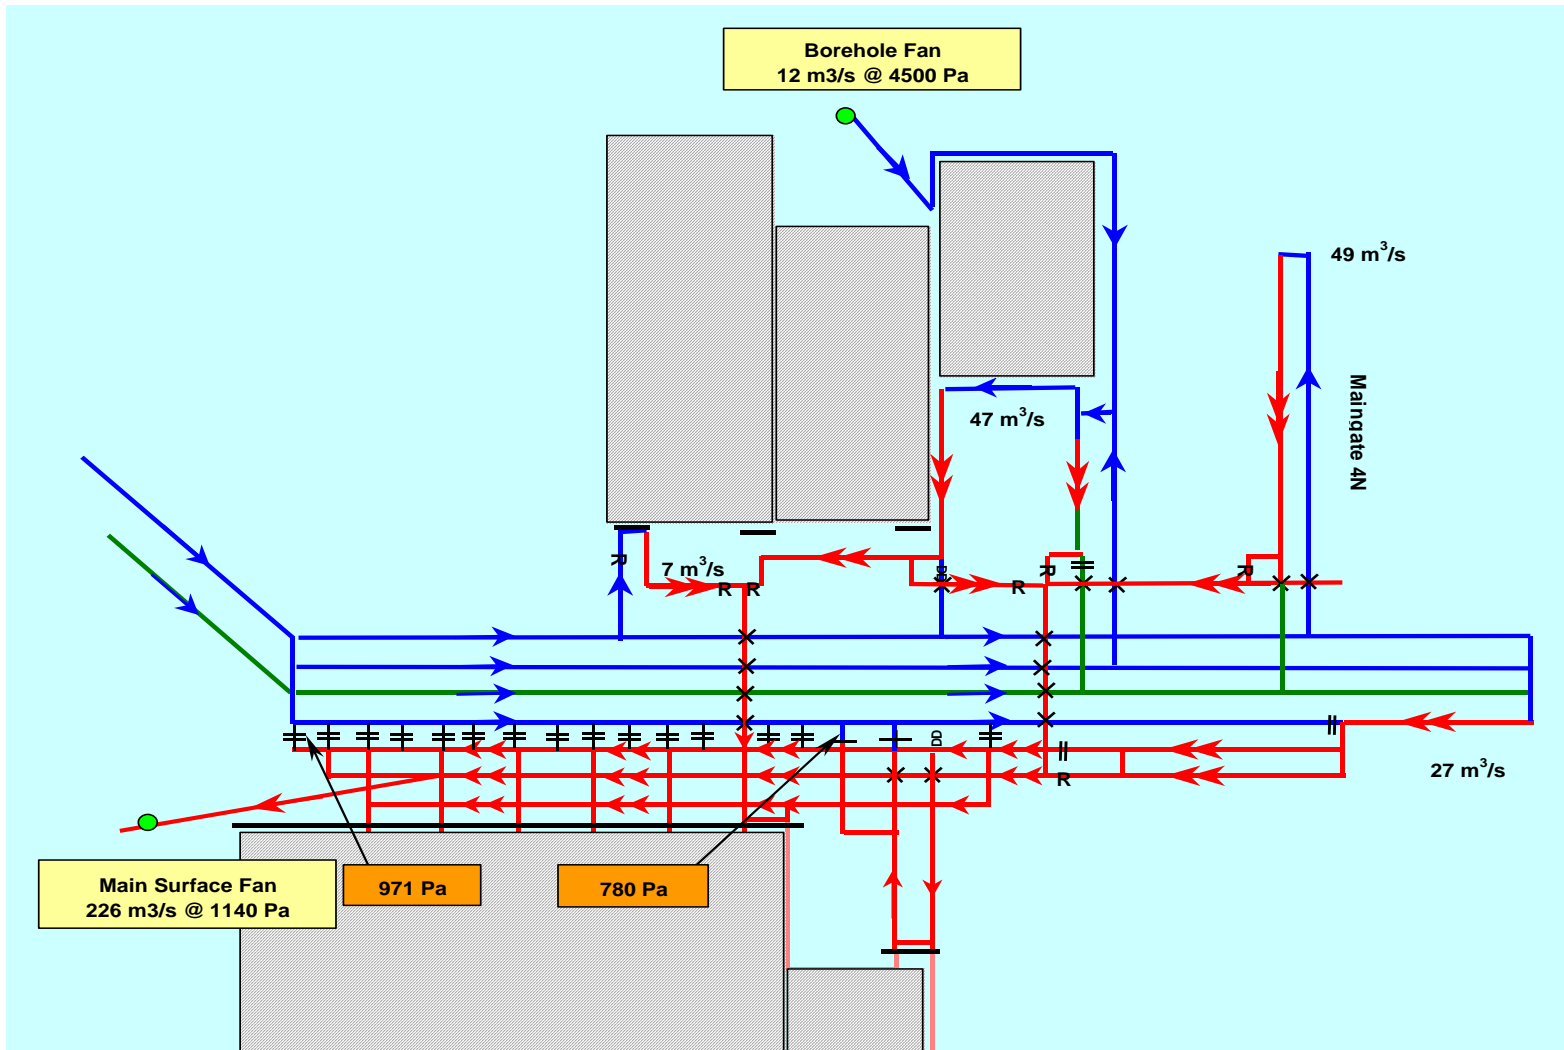 Borehole Fan
12 m3/s @ 4500 Pa
49 m³/s
Maingate 4N
47 m³/s
R
7 m³/s
R R
DD
R
R
R
DD
R
27 m³/s
Main Surface Fan
226 m3/s @ 1140 Pa
971 Pa
780 Pa